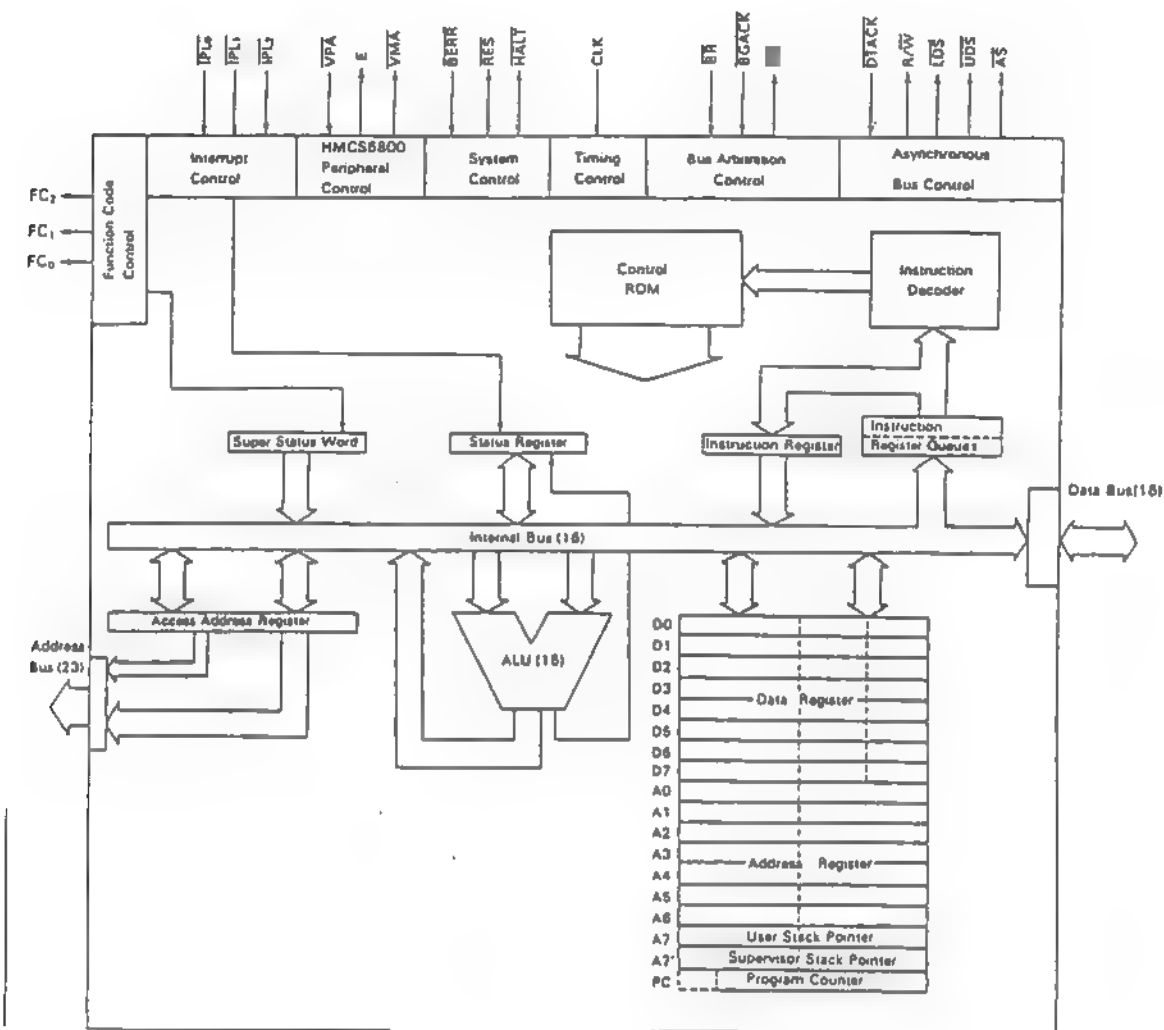 IPL₀ IPL₁ IPL₂ VPA E VMA BERR RES HALT CLK BR BGACK DTACK R/W LDS UDS AS
Interrupt
Control
HMCS6800
Peripheral
Control
System
Control
Timing
Control
Bus Arbitration
Control
Asynchronous
Bus Control
FC₂
FC₁
FC₀
Function Code
Control
Control
ROM
Instruction
Decoder
Super Status Word
Status Register
Instruction Register
Instruction
Register Queues
Data Bus(16)
Internal Bus (16)
Access Address Register
Address
Bus (23)
ALU (16)
D0
D1
D2
D3
Data Register
D4
D5
D6
D7
A0
A1
A2
A3
Address Register
A4
A5
A6
A7 User Stack Pointer
A7' Supervisor Stack Pointer
PC Program Counter